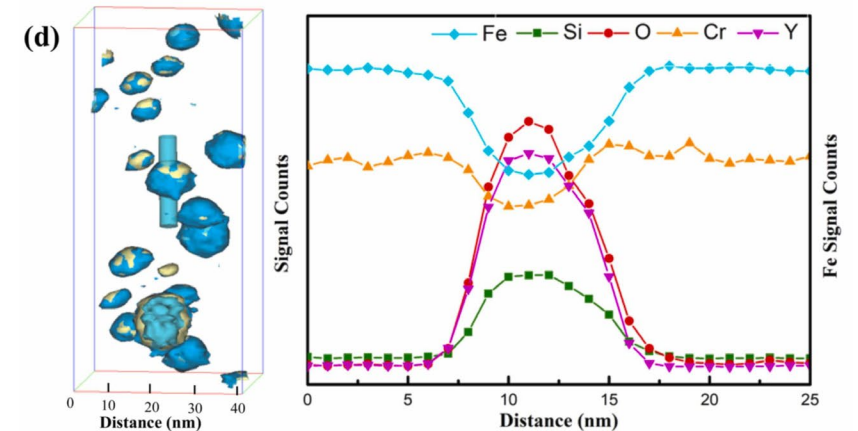 (d)
Fe Si O Cr Y
Signal Counts
Fe Signal Counts
0 10 20 30 40
Distance (nm)
0 5 10 15 20 25
Distance (nm)